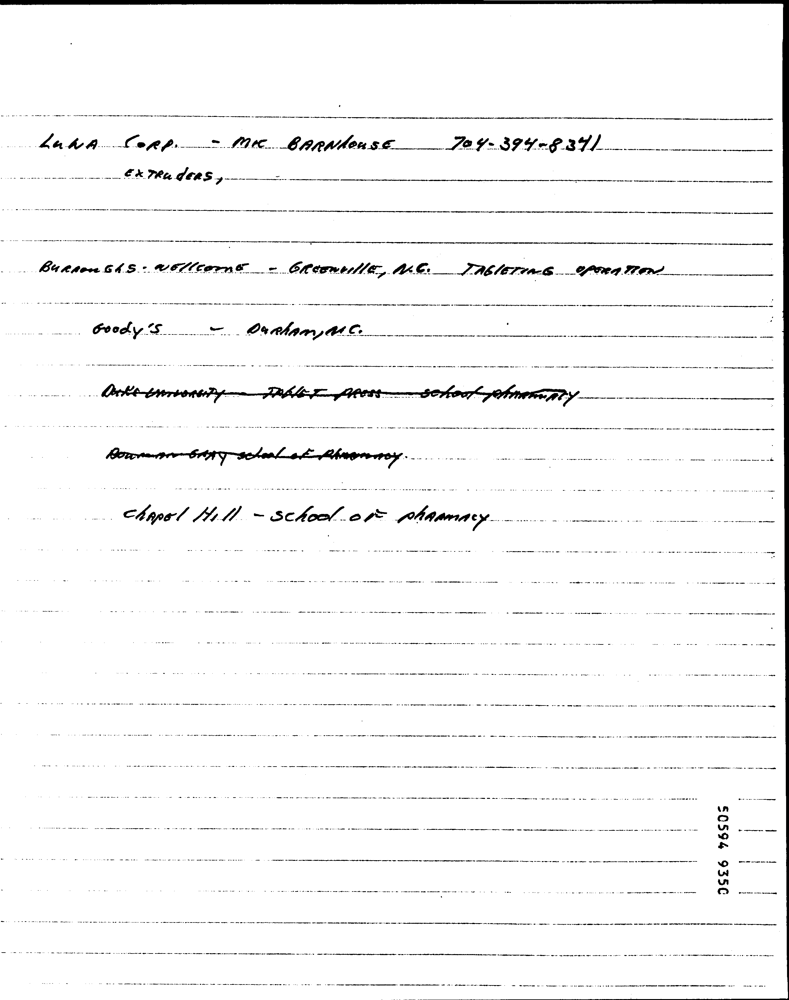 LUNA CORP. - MIC BARNHOUSE 704-394-8341
EXTRUDERS,
BURROUGHS-WELLCOME - GREENVILLE, N.C. TABLETING OPERATION
GOODY'S - DURHAM, N.C.
DUKE UNIVERSITY - TABLET PRESS - SCHOOL PHARMACY
BOWMAN GRAY SCHOOL OF PHARMACY.
CHAPEL HILL - SCHOOL OF PHARMACY
50594 9350